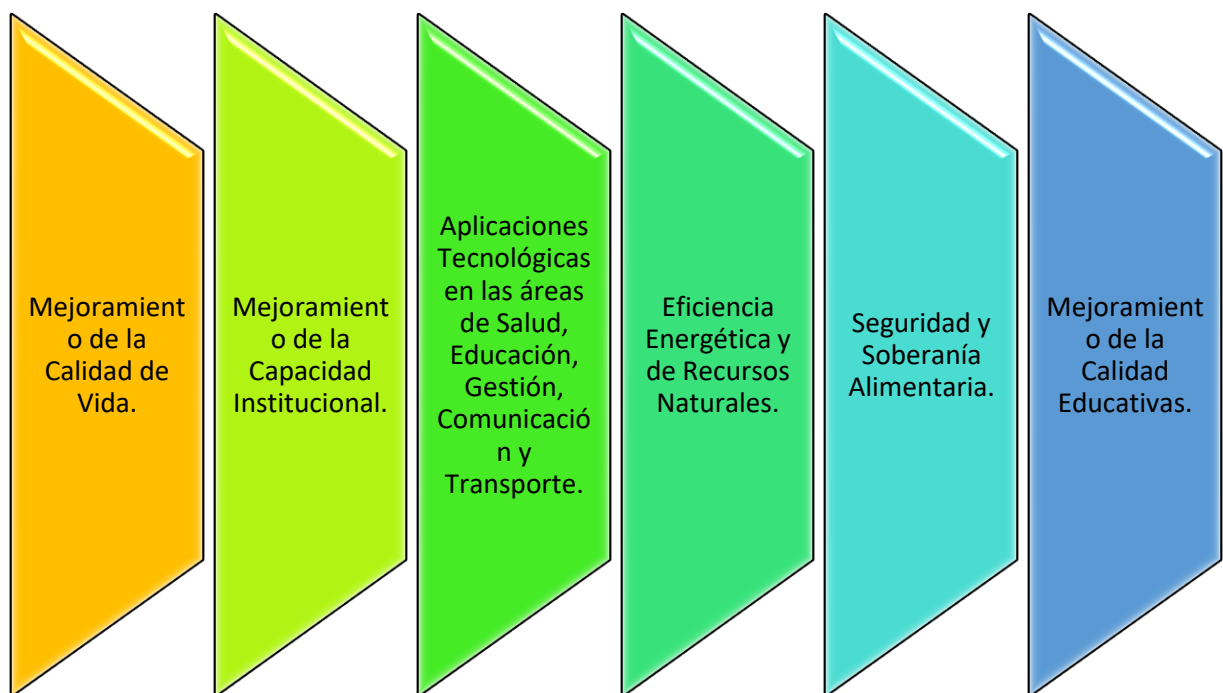 Mejoramient
o de la
Calidad de
Vida.
Mejoramient
o de la
Capacidad
Institucional.
Aplicaciones
Tecnológicas
en las áreas
de Salud,
Educación,
Gestión,
Comunicació
n y
Transporte.
Eficiencia
Energética y
de Recursos
Naturales.
Seguridad y
Soberanía
Alimentaria.
Mejoramient
o de la
Calidad
Educativas.